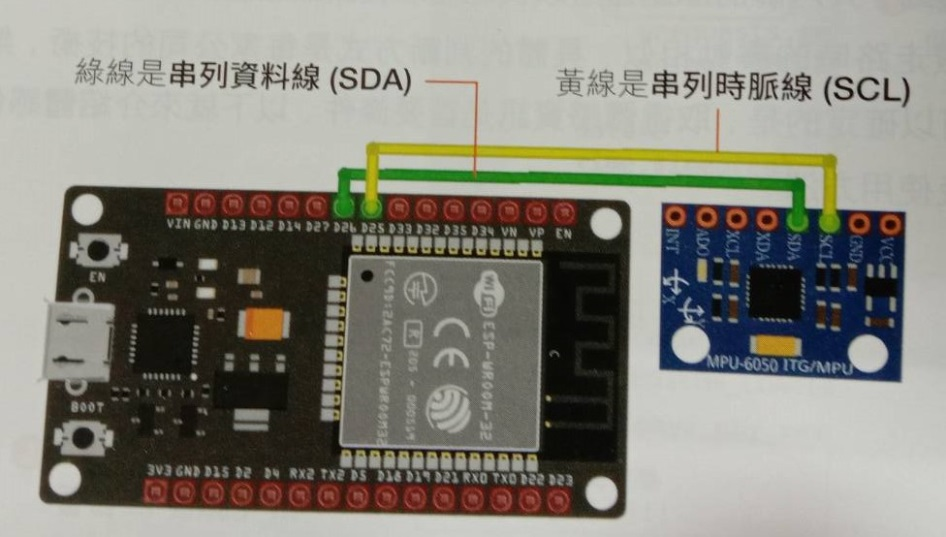 綠線是串列資料線 (SDA)
黃線是串列時脈線 (SCL)
VIN GND D13 D12 D14 D27 D26 D25 D33 D32 D35 D34 VN VP EN
EN
BOOT
WiFi ESP-WROOM-32
CE
R
3V3 GND D15 D2 D4 RX2 TX2 D5 D18 D19 D21 RX0 TX0 D22 D23
INT ADO XCL XDA SDA SCL GND VCC
X
Y
MPU-6050 ITG/MPU